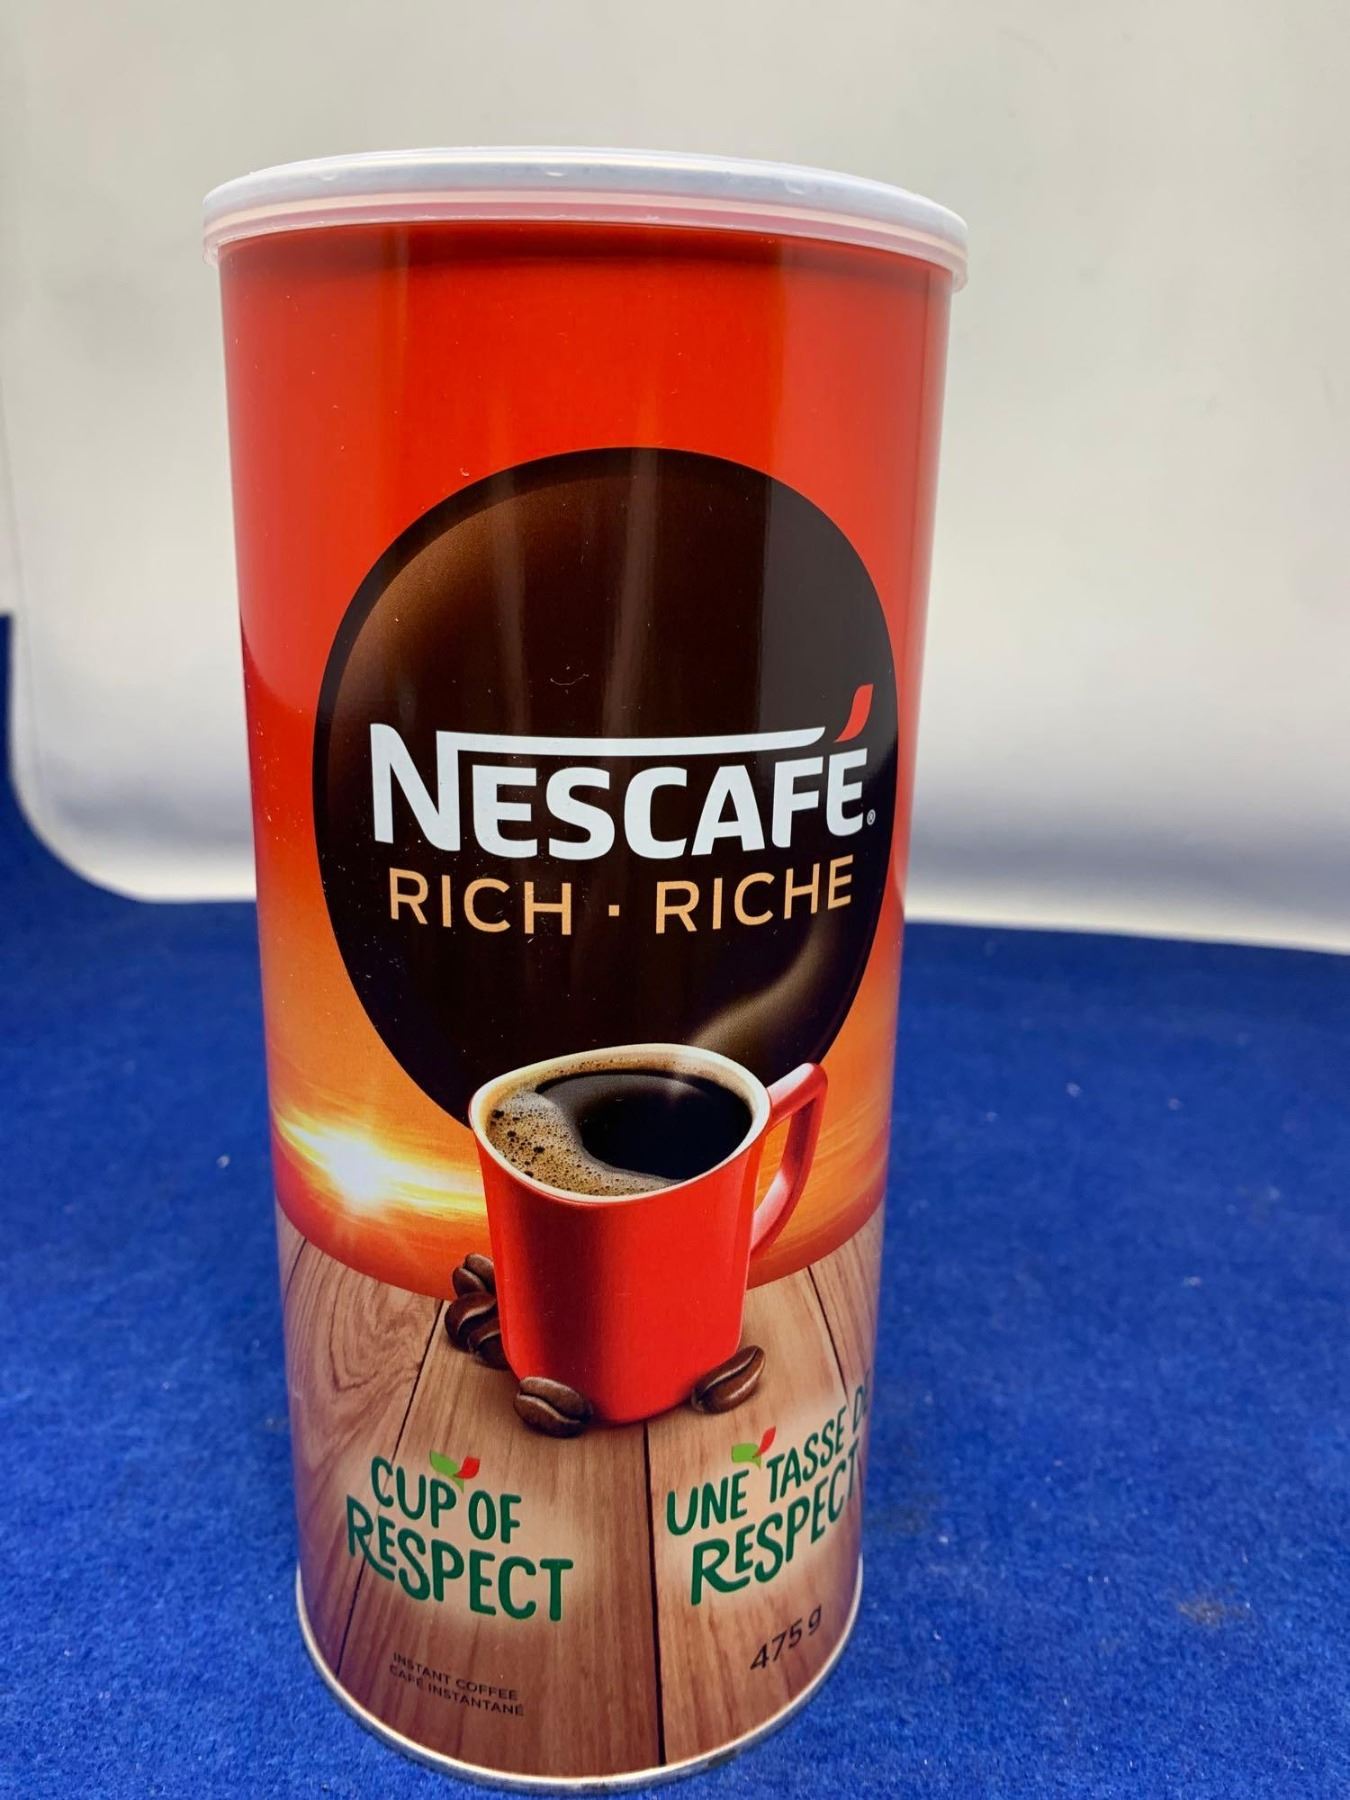 NESCAFÉ®
RICH · RICHE
CUP OF
RESPECT
UNE TASSE DE
RESPECT
475 g
INSTANT COFFEE
CAFÉ INSTANTANÉ